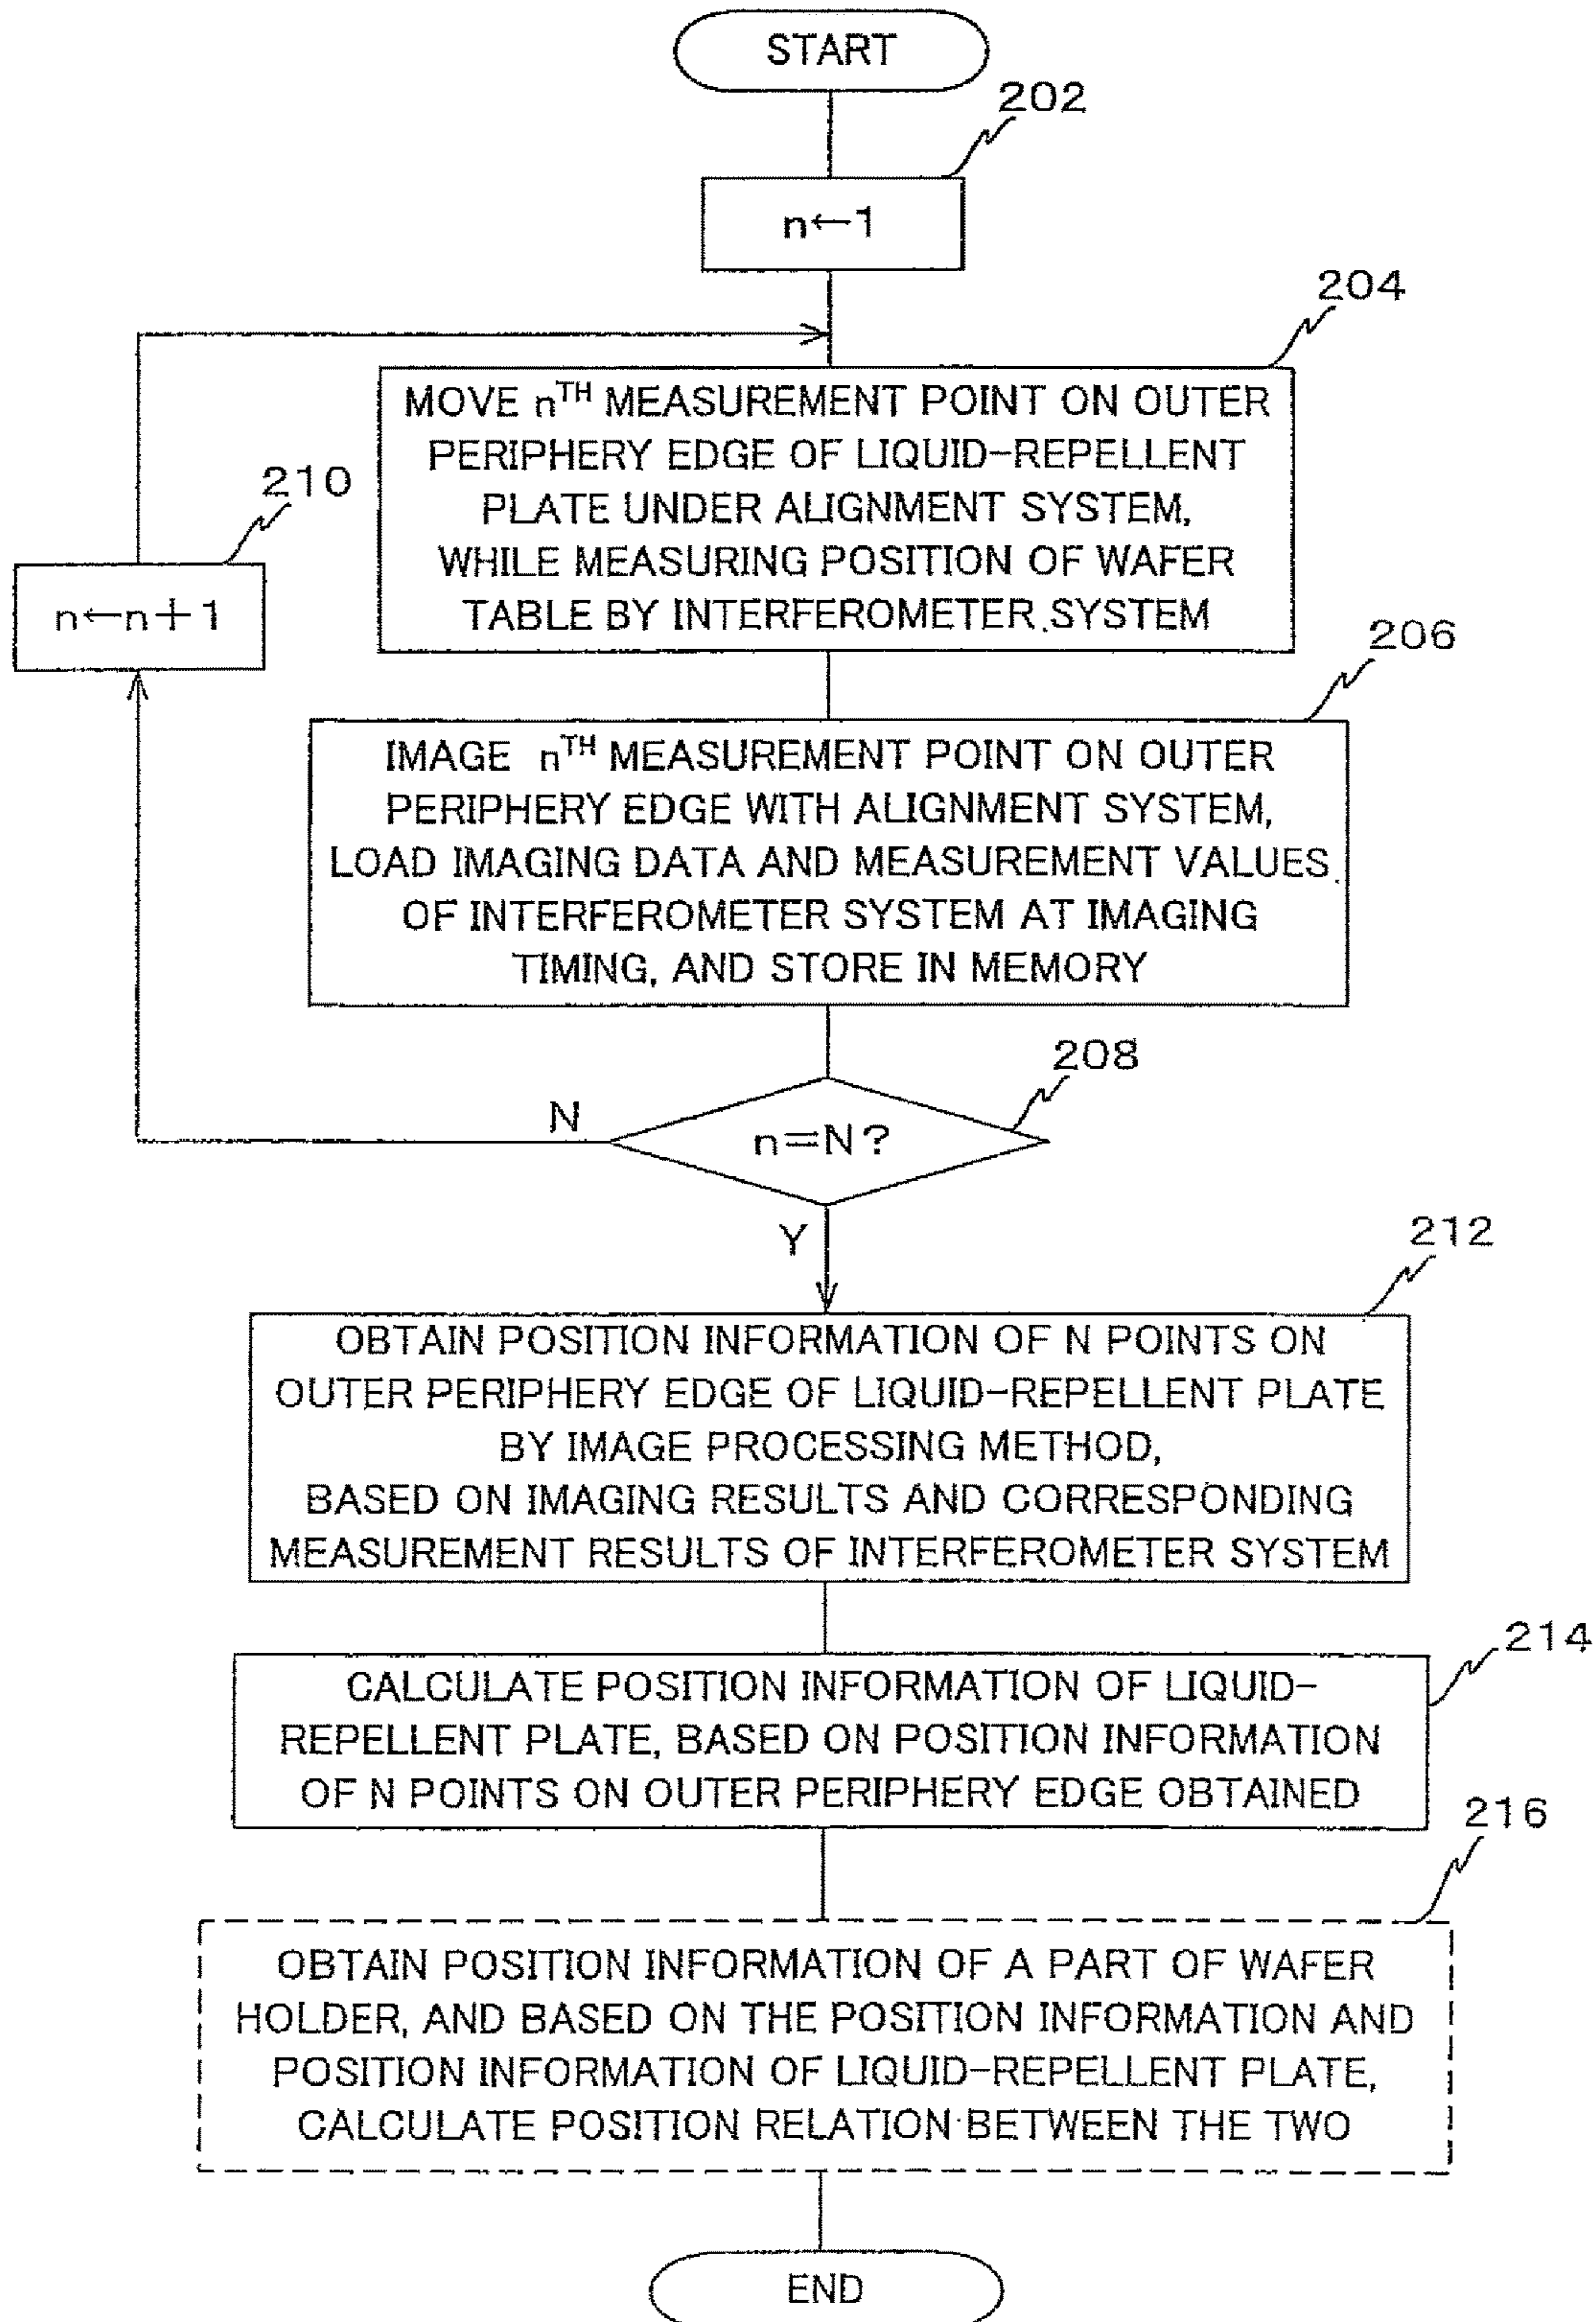 START
202
n←1
204
MOVE nTH MEASUREMENT POINT ON OUTER
PERIPHERY EDGE OF LIQUID-REPELLENT
PLATE UNDER ALIGNMENT SYSTEM,
WHILE MEASURING POSITION OF WAFER
TABLE BY INTERFEROMETER SYSTEM
210
n←n+1
206
IMAGE nTH MEASUREMENT POINT ON OUTER
PERIPHERY EDGE WITH ALIGNMENT SYSTEM,
LOAD IMAGING DATA AND MEASUREMENT VALUES
OF INTERFEROMETER SYSTEM AT IMAGING
TIMING, AND STORE IN MEMORY
208
N
n=N?
Y
212
OBTAIN POSITION INFORMATION OF N POINTS ON
OUTER PERIPHERY EDGE OF LIQUID-REPELLENT PLATE
BY IMAGE PROCESSING METHOD,
BASED ON IMAGING RESULTS AND CORRESPONDING
MEASUREMENT RESULTS OF INTERFEROMETER SYSTEM
214
CALCULATE POSITION INFORMATION OF LIQUID-
REPELLENT PLATE, BASED ON POSITION INFORMATION
OF N POINTS ON OUTER PERIPHERY EDGE OBTAINED
216
OBTAIN POSITION INFORMATION OF A PART OF WAFER
HOLDER, AND BASED ON THE POSITION INFORMATION AND
POSITION INFORMATION OF LIQUID-REPELLENT PLATE,
CALCULATE POSITION RELATION BETWEEN THE TWO
END